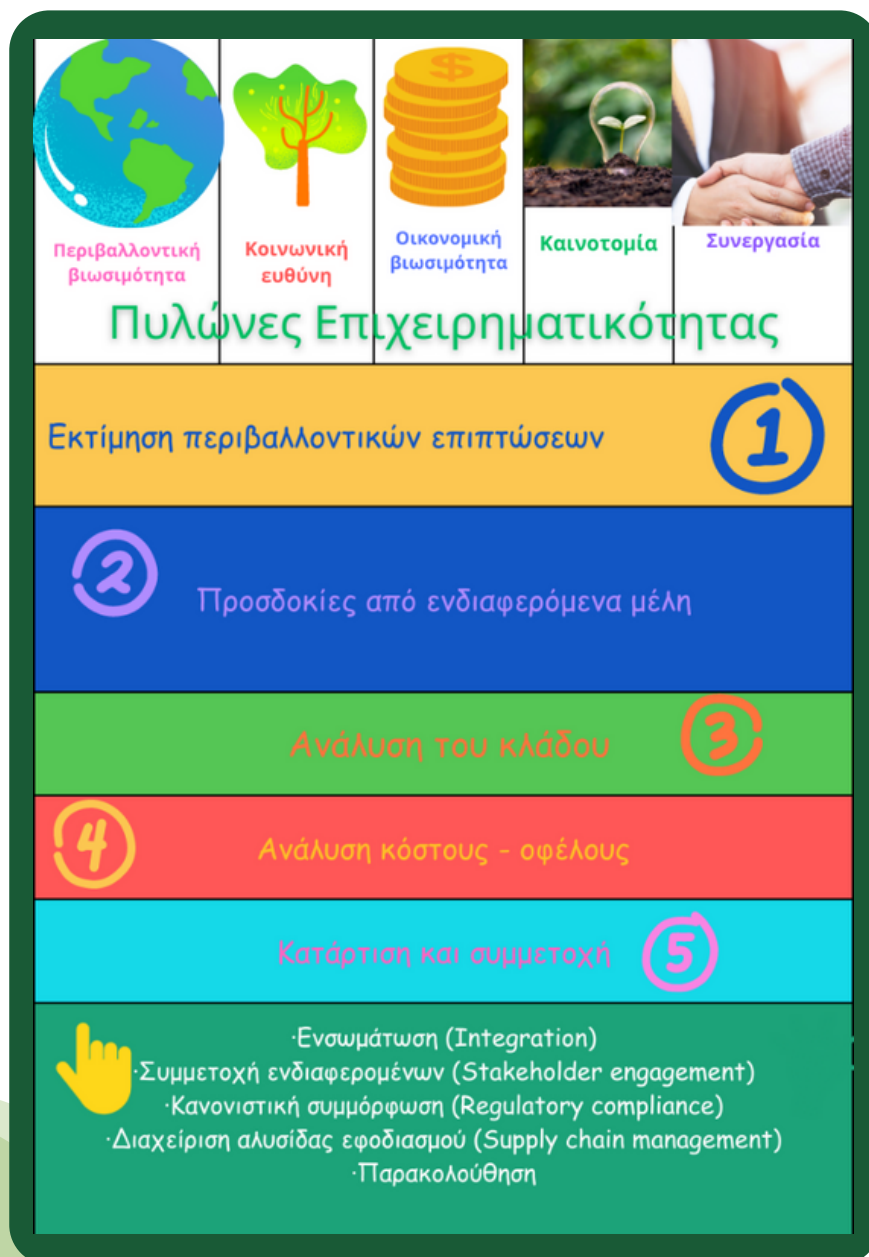 Περιβαλλοντική
βιωσιμότητα
Κοινωνική
ευθύνη
Οικονομική
βιωσιμότητα
Καινοτομία
Συνεργασία
Πυλώνες Επιχειρηματικότητας
Εκτίμηση περιβαλλοντικών επιπτώσεων
1
2
Προσδοκίες από ενδιαφερόμενα μέλη
Ανάλυση του κλάδου
3
4
Ανάλυση κόστους - οφέλους
Κατάρτιση και συμμετοχή
5
·Ενσωμάτωση (Integration)
·Συμμετοχή ενδιαφερομένων (Stakeholder engagement)
·Κανονιστική συμμόρφωση (Regulatory compliance)
·Διαχείριση αλυσίδας εφοδιασμού (Supply chain management)
·Παρακολούθηση